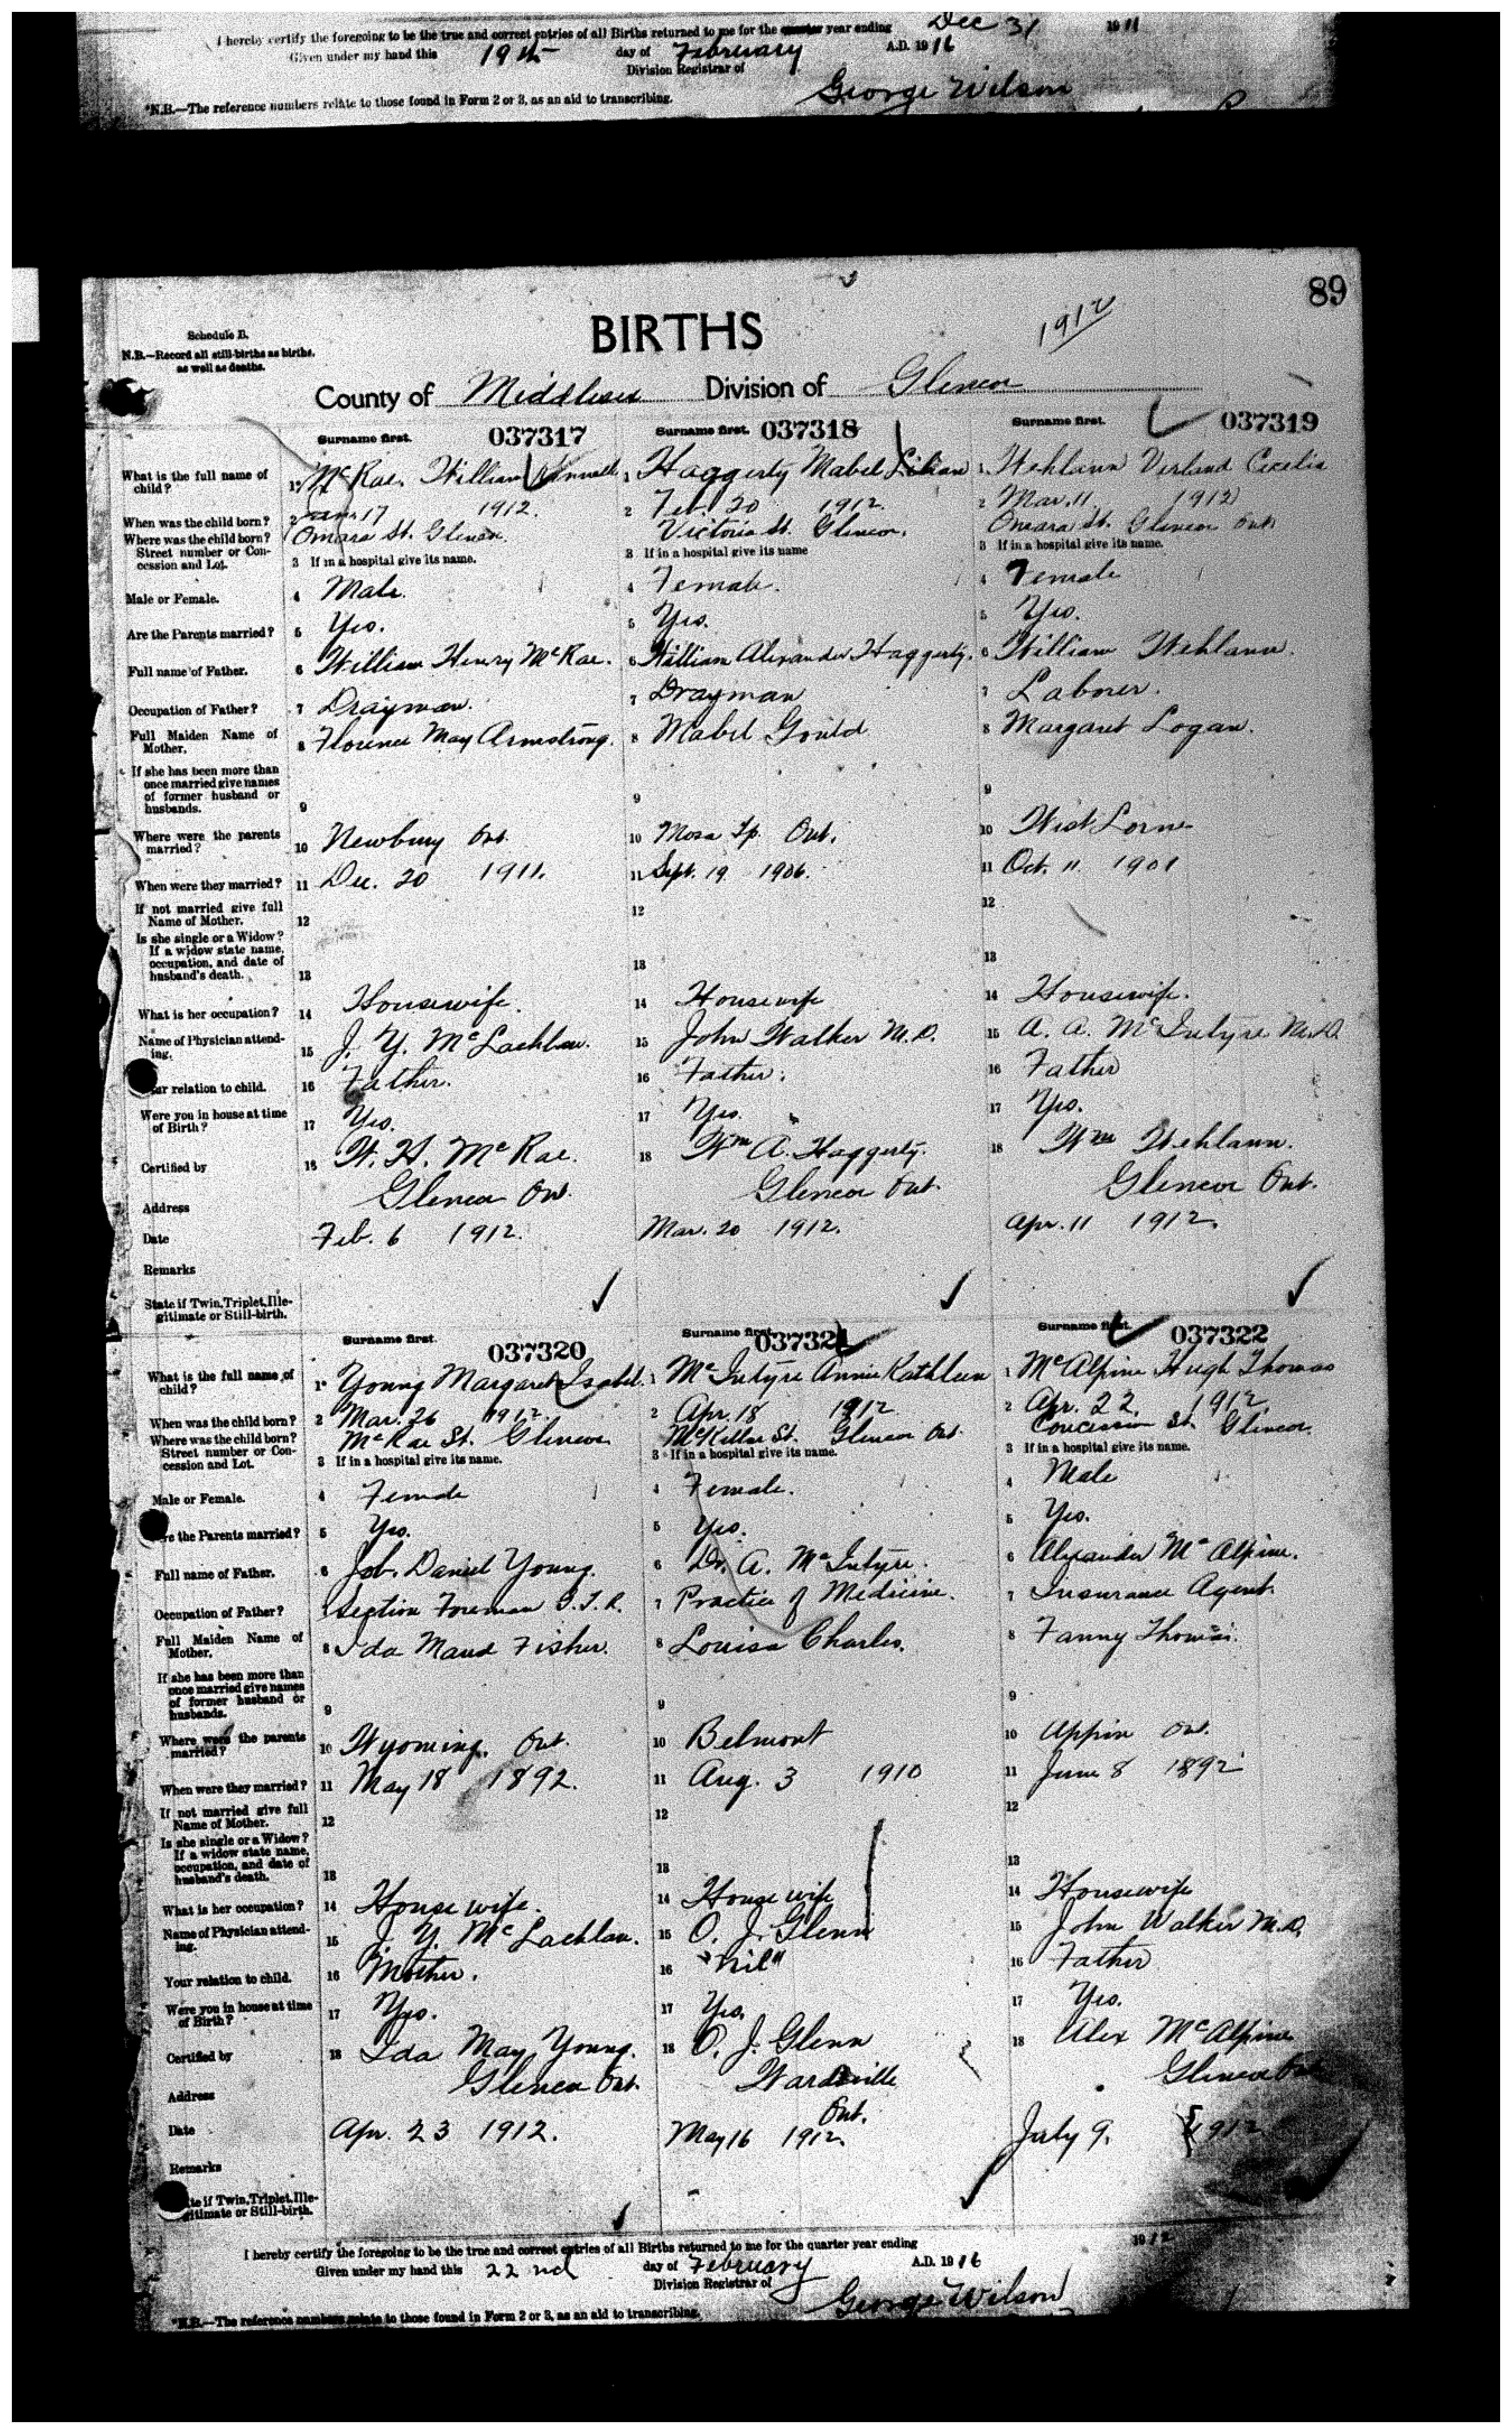 I hereby certify the foregoing to be the true and correct entries of all Births returned to me for the quarter year ending Dec 31 1911
Given under my hand this 19th day of February A.D. 1916
Division Registrar of
George Wilson
*N.B.—The reference numbers relate to those found in Form 2 or 3, as an aid to transcribing.
89
Schedule B.
N.B.—Record all still-births as births, as well as deaths.
BIRTHS
1912
County of Middlesex Division of Glencoe
Surname first. 037317 Surname first. 037318 Surname first. 037319
What is the full name of child? 1 McRae, William 1 Haggerty Mabel Lilian 1 Wehlann Verland Cecelia
When was the child born? 2 Jan 17 1912. 2 Feb. 20 1912. 2 Mar. 11 1912
Where was the child born? Street number or Concession and Lot. Omara St. Glencoe. Victoria St. Glencoe. Omara St. Glencoe Ont
3 If in a hospital give its name. 3 If in a hospital give its name 3 If in a hospital give its name.
Male or Female. 4 Male. 4 Female. 4 Female
Are the Parents married? 5 Yes. 5 Yes. 5 Yes.
Full name of Father. 6 William Henry McRae. 6 William Alexander Haggerty. 6 William Wehlann.
Occupation of Father? 7 Drayman. 7 Drayman 7 Laborer.
Full Maiden Name of Mother. 8 Florence May Armstrong. 8 Mabel Gould 8 Margaret Logan.
If she has been more than once married give names of former husband or husbands. 9 9 9
Where were the parents married? 10 Newbury Ont. 10 Mosa Tp. Ont. 10 West Lorne
When were they married? 11 Dec. 20 1911. 11 Sept. 19 1906. 11 Oct. 11 1901
If not married give full Name of Mother. 12 12 12
Is she single or a Widow? If a widow state name, occupation, and date of husband's death. 13 13 13
What is her occupation? 14 Housewife. 14 Housewife 14 Housewife.
Name of Physician attending. 15 J. Y. McLachlan. 15 John Walker M.D. 15 A. A. McIntyre M.D.
relation to child. 16 Father. 16 Father. 16 Father
Were you in house at time of Birth? 17 Yes. 17 Yes. 17 Yes.
Certified by 18 W. H. McRae. 18 Wm A. Haggerty. 18 Wm Wehlann.
Address Glencoe Ont. Glencoe Ont. Glencoe Ont.
Date Feb. 6 1912. Mar. 20 1912. Apr. 11 1912.
Remarks
State if Twin, Triplet, Illegitimate or Still-birth.
Surname first. 037320 Surname first. 037321 Surname first. 037322
What is the full name of child? 1 Young Margaret Isabel. 1 McIntyre Annie Kathleen 1 McAlpine Hugh Thomas
When was the child born? 2 Mar. 26 1912. 2 Apr. 18 1912 2 Apr. 22. 1912.
Where was the child born? Street number or Concession and Lot. McRae St. Glencoe McKellar St. Glencoe Ont. Concession St. Glencoe.
3 If in a hospital give its name. 3 If in a hospital give its name. 3 If in a hospital give its name.
Male or Female. 4 Female 4 Female. 4 Male
the Parents married? 5 Yes. 5 Yes. 5 Yes.
Full name of Father. 6 Job. Daniel Young. 6 Dr. A. McIntyre. 6 Alexander McAlpine.
Occupation of Father? 7 Section Foreman G.T.R. 7 Practice of Medicine. 7 Insurance Agent.
Full Maiden Name of Mother. 8 Ida Maud Fisher. 8 Louisa Charles. 8 Fanny Thomas.
If she has been more than once married give names of former husband or husbands. 9 9 9
Where were the parents married? 10 Wyoming. Ont. 10 Belmont 10 Appin Ont.
When were they married? 11 May 18 1892. 11 Aug. 3 1910 11 June 8 1892
If not married give full Name of Mother. 12 12 12
Is she single or a Widow? If a widow state name, occupation, and date of husband's death. 13 13 13
What is her occupation? 14 Housewife. 14 Housewife 14 Housewife
Name of Physician attending. 15 J. Y. McLachlan. 15 O. J. Glenn 15 John Walker M.D.
Your relation to child. 16 Mother. 16 "nil" 16 Father
Were you in house at time of Birth? 17 Yes. 17 Yes. 17 Yes.
Certified by 18 Ida May Young. 18 O. J. Glenn 18 Alex McAlpine
Address Glencoe Ont. Wardsville Ont. Glencoe Ont
Date Apr. 23 1912. May 16 1912. July 9. 1912
Remarks
if Twin, Triplet, Illegitimate or Still-birth.
I hereby certify the foregoing to be the true and correct entries of all Births returned to me for the quarter year ending 1912
Given under my hand this 22nd day of February A.D. 1916
Division Registrar of
George Wilson
*N.B.—The reference numbers relate to those found in Form 2 or 3, as an aid to transcribing.